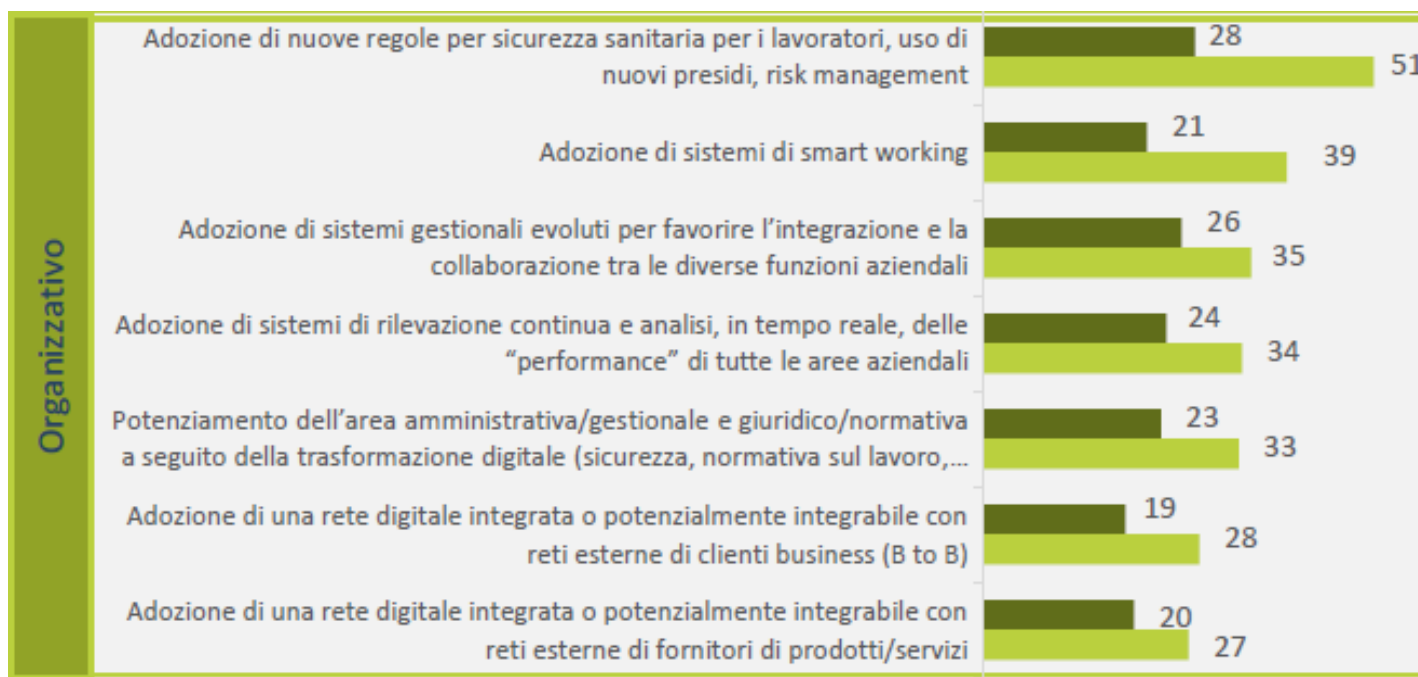 Organizzativo
Adozione di nuove regole per sicurezza sanitaria per i lavoratori, uso di
nuovi presidi, risk management
28
51
Adozione di sistemi di smart working
21
39
Adozione di sistemi gestionali evoluti per favorire l’integrazione e la
collaborazione tra le diverse funzioni aziendali
26
35
Adozione di sistemi di rilevazione continua e analisi, in tempo reale, delle
“performance” di tutte le aree aziendali
24
34
Potenziamento dell’area amministrativa/gestionale e giuridico/normativa
a seguito della trasformazione digitale (sicurezza, normativa sul lavoro,...
23
33
Adozione di una rete digitale integrata o potenzialmente integrabile con
reti esterne di clienti business (B to B)
19
28
Adozione di una rete digitale integrata o potenzialmente integrabile con
reti esterne di fornitori di prodotti/servizi
20
27